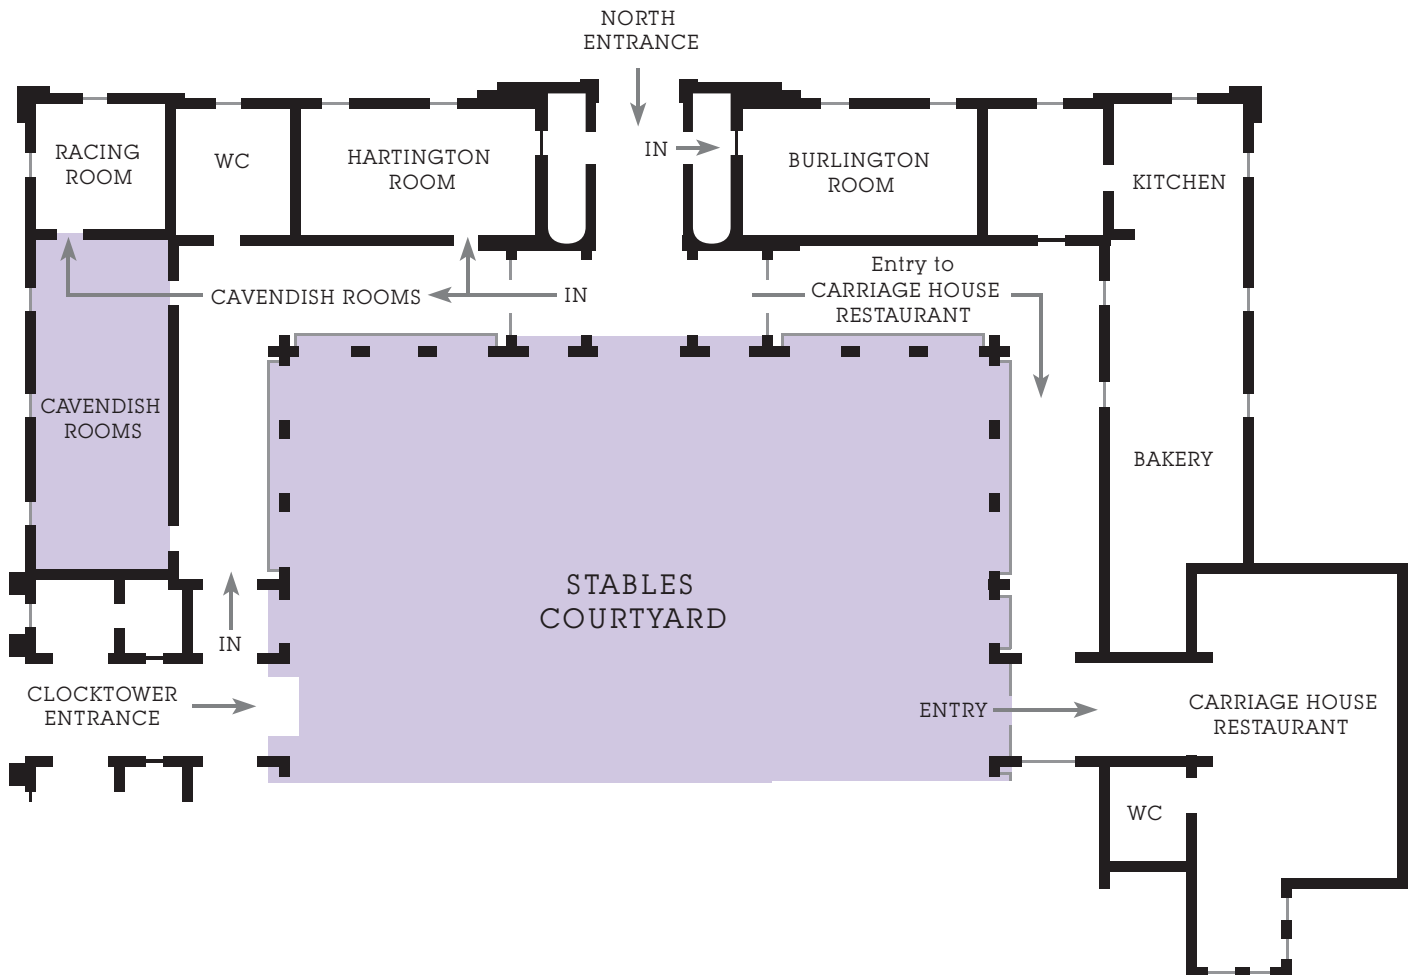 NORTH
ENTRANCE
RACING
ROOM
WC
HARTINGTON
ROOM
IN
BURLINGTON
ROOM
KITCHEN
CAVENDISH ROOMS
IN
Entry to
CARRIAGE HOUSE
RESTAURANT
CAVENDISH
ROOMS
BAKERY
STABLES
COURTYARD
IN
CLOCKTOWER
ENTRANCE
ENTRY
CARRIAGE HOUSE
RESTAURANT
WC